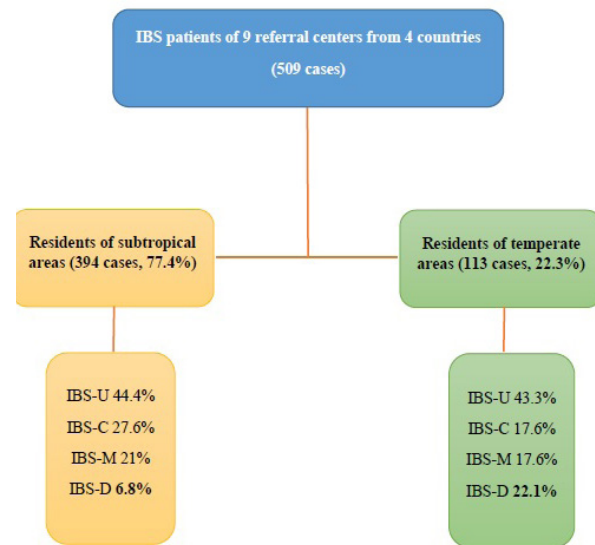 IBS patients of 9 referral centers from 4 countries
(509 cases)
Residents of subtropical
areas (394 cases, 77.4%)
Residents of temperate
areas (113 cases, 22.3%)
IBS-U 44.4%
IBS-C 27.6%
IBS-M 21%
IBS-D 6.8%
IBS-U 43.3%
IBS-C 17.6%
IBS-M 17.6%
IBS-D 22.1%